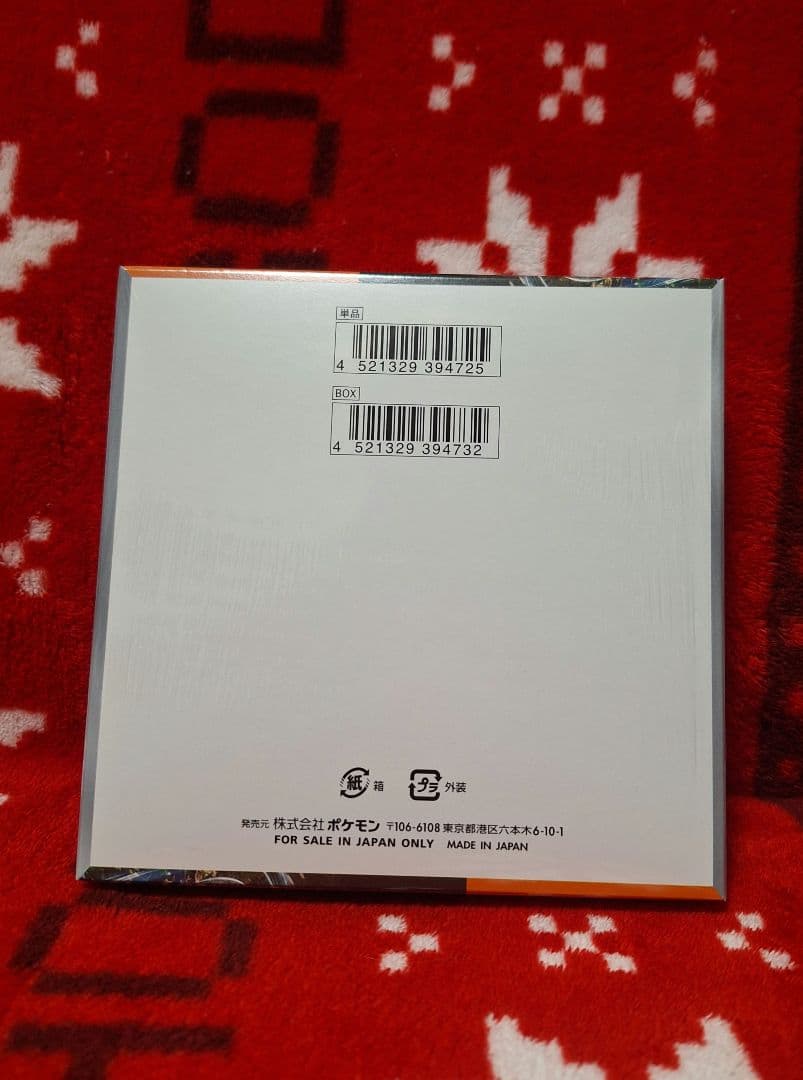 単品
4 521329 394725
BOX
4 521329 394732
紙 箱 プラ 外装
発売元 株式会社 ポケモン 〒106-6108 東京都港区六本木6-10-1
FOR SALE IN JAPAN ONLY MADE IN JAPAN